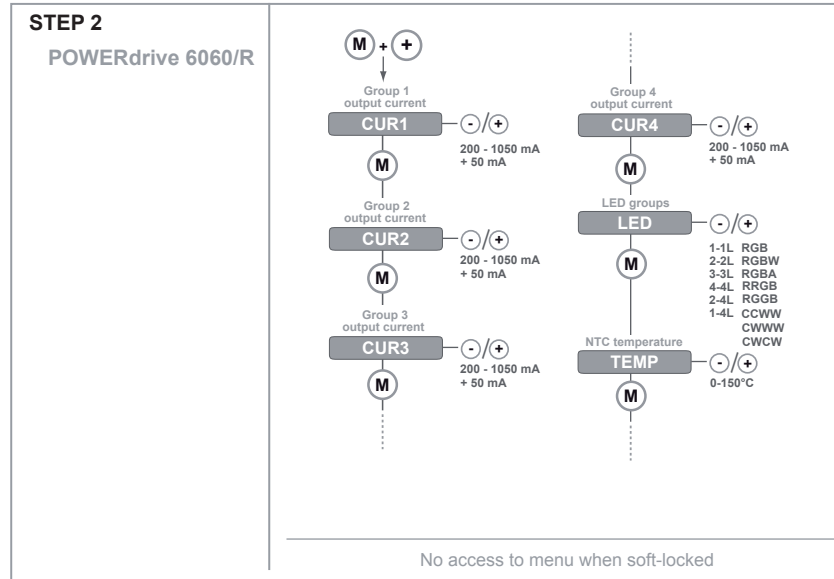 STEP 2
POWERdrive 6060/R
M + +
Group 1
output current
CUR1
-/+
200 - 1050 mA
+ 50 mA
M
Group 2
output current
CUR2
-/+
200 - 1050 mA
+ 50 mA
M
Group 3
output current
CUR3
-/+
200 - 1050 mA
+ 50 mA
M
Group 4
output current
CUR4
-/+
200 - 1050 mA
+ 50 mA
M
LED groups
LED
-/+
1-1L RGB
2-2L RGBW
3-3L RGBA
4-4L RRGB
2-4L RGGB
1-4L CCWW
CWWW
CWCW
M
NTC temperature
TEMP
-/+
0-150°C
M
No access to menu when soft-locked